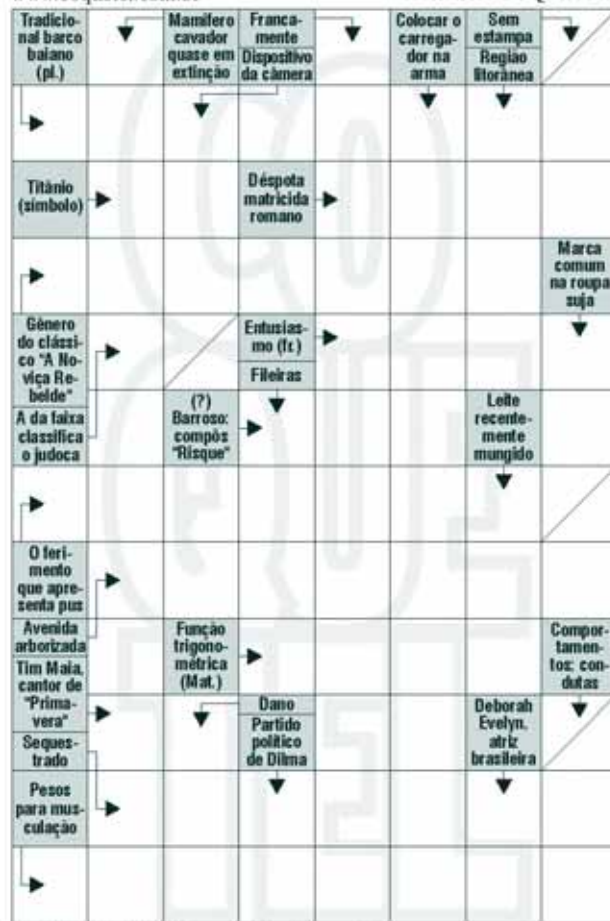 Tradicio-
nal barco
baiano
(pl.)
Mamífero
cavador
quase em
extinção
Franca-
mente
Dispositivo
da câmera
Colocar o
carrega-
dor na
arma
Sem
estampa
Região
litorânea
Titânio
(símbolo)
Déspota
matricida
romano
Marca
comum
na roupa
suja
Gênero
do clássi-
co "A No-
viça Re-
belde"
A da faixa
classifica
o judoca
Entusias-
mo (fr.)
Fileiras
(?)
Barroso:
compôs
"Risque"
Leite
recente-
mente
mungido
O feri-
mento
que apre-
senta pus
Avenida
arborizada
Tim Maia,
cantor de
"Prima-
vera"
Seques-
trado
Função
trigono-
métrica
(Mat.)
Compor-
tamen-
tos; con-
dutas
Dano
Partido
político
de Dilma
Deborah
Evelyn,
atriz
brasileira
Pesos
para mus-
culação
COQUETEL